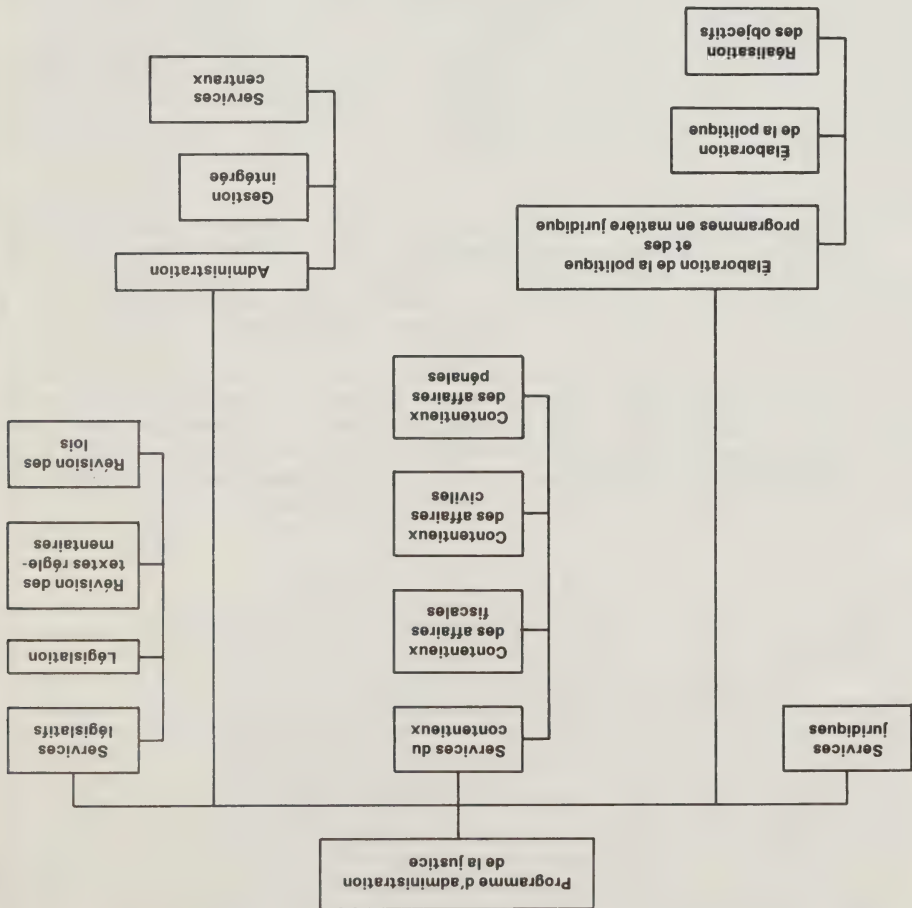 Programme d'administration
de la justice
Services
juridiques
Services du
contentieux
Contentieux
des affaires
fiscales
Contentieux
des affaires
civiles
Contentieux
des affaires
pénales
Services
législatifs
Législation
Révision des
textes régle-
mentaires
Révision des
lois
Élaboration de la politique
et des
programmes en matière juridique
Élaboration
de la politique
Réalisation
des objectifs
Administration
Gestion
intégrée
Services
centraux